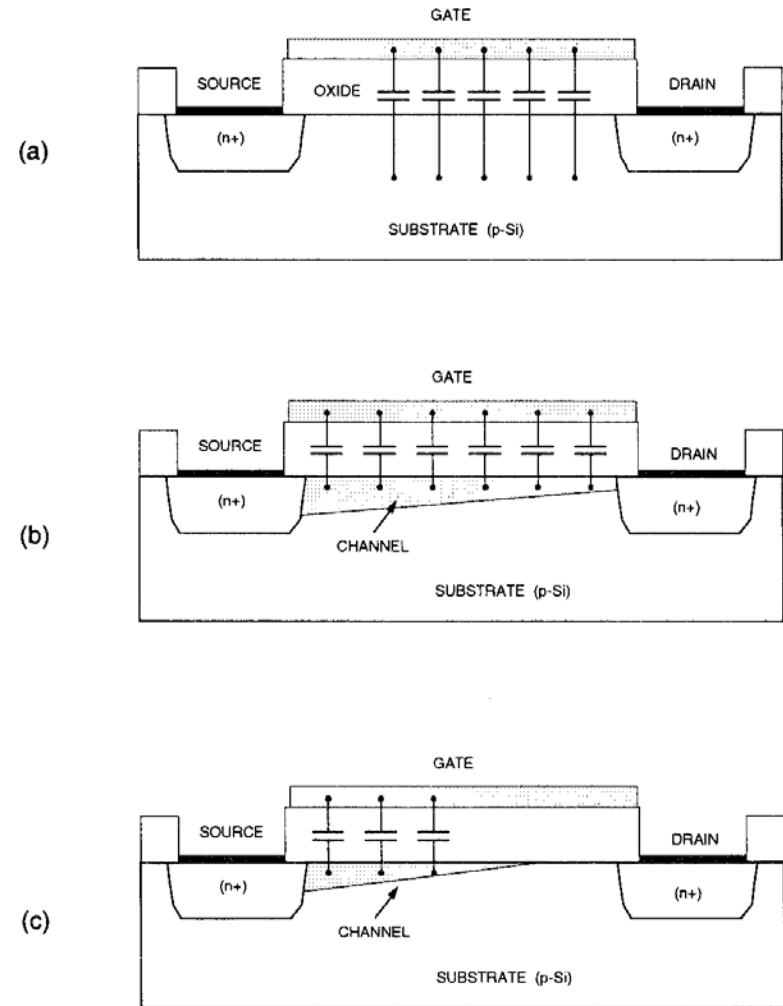 GATE
SOURCE
OXIDE
DRAIN
(n+)
(n+)
(a)
SUBSTRATE (p-Si)
GATE
SOURCE
DRAIN
(n+)
(n+)
(b)
CHANNEL
SUBSTRATE (p-Si)
GATE
SOURCE
DRAIN
(n+)
(n+)
(c)
CHANNEL
SUBSTRATE (p-Si)